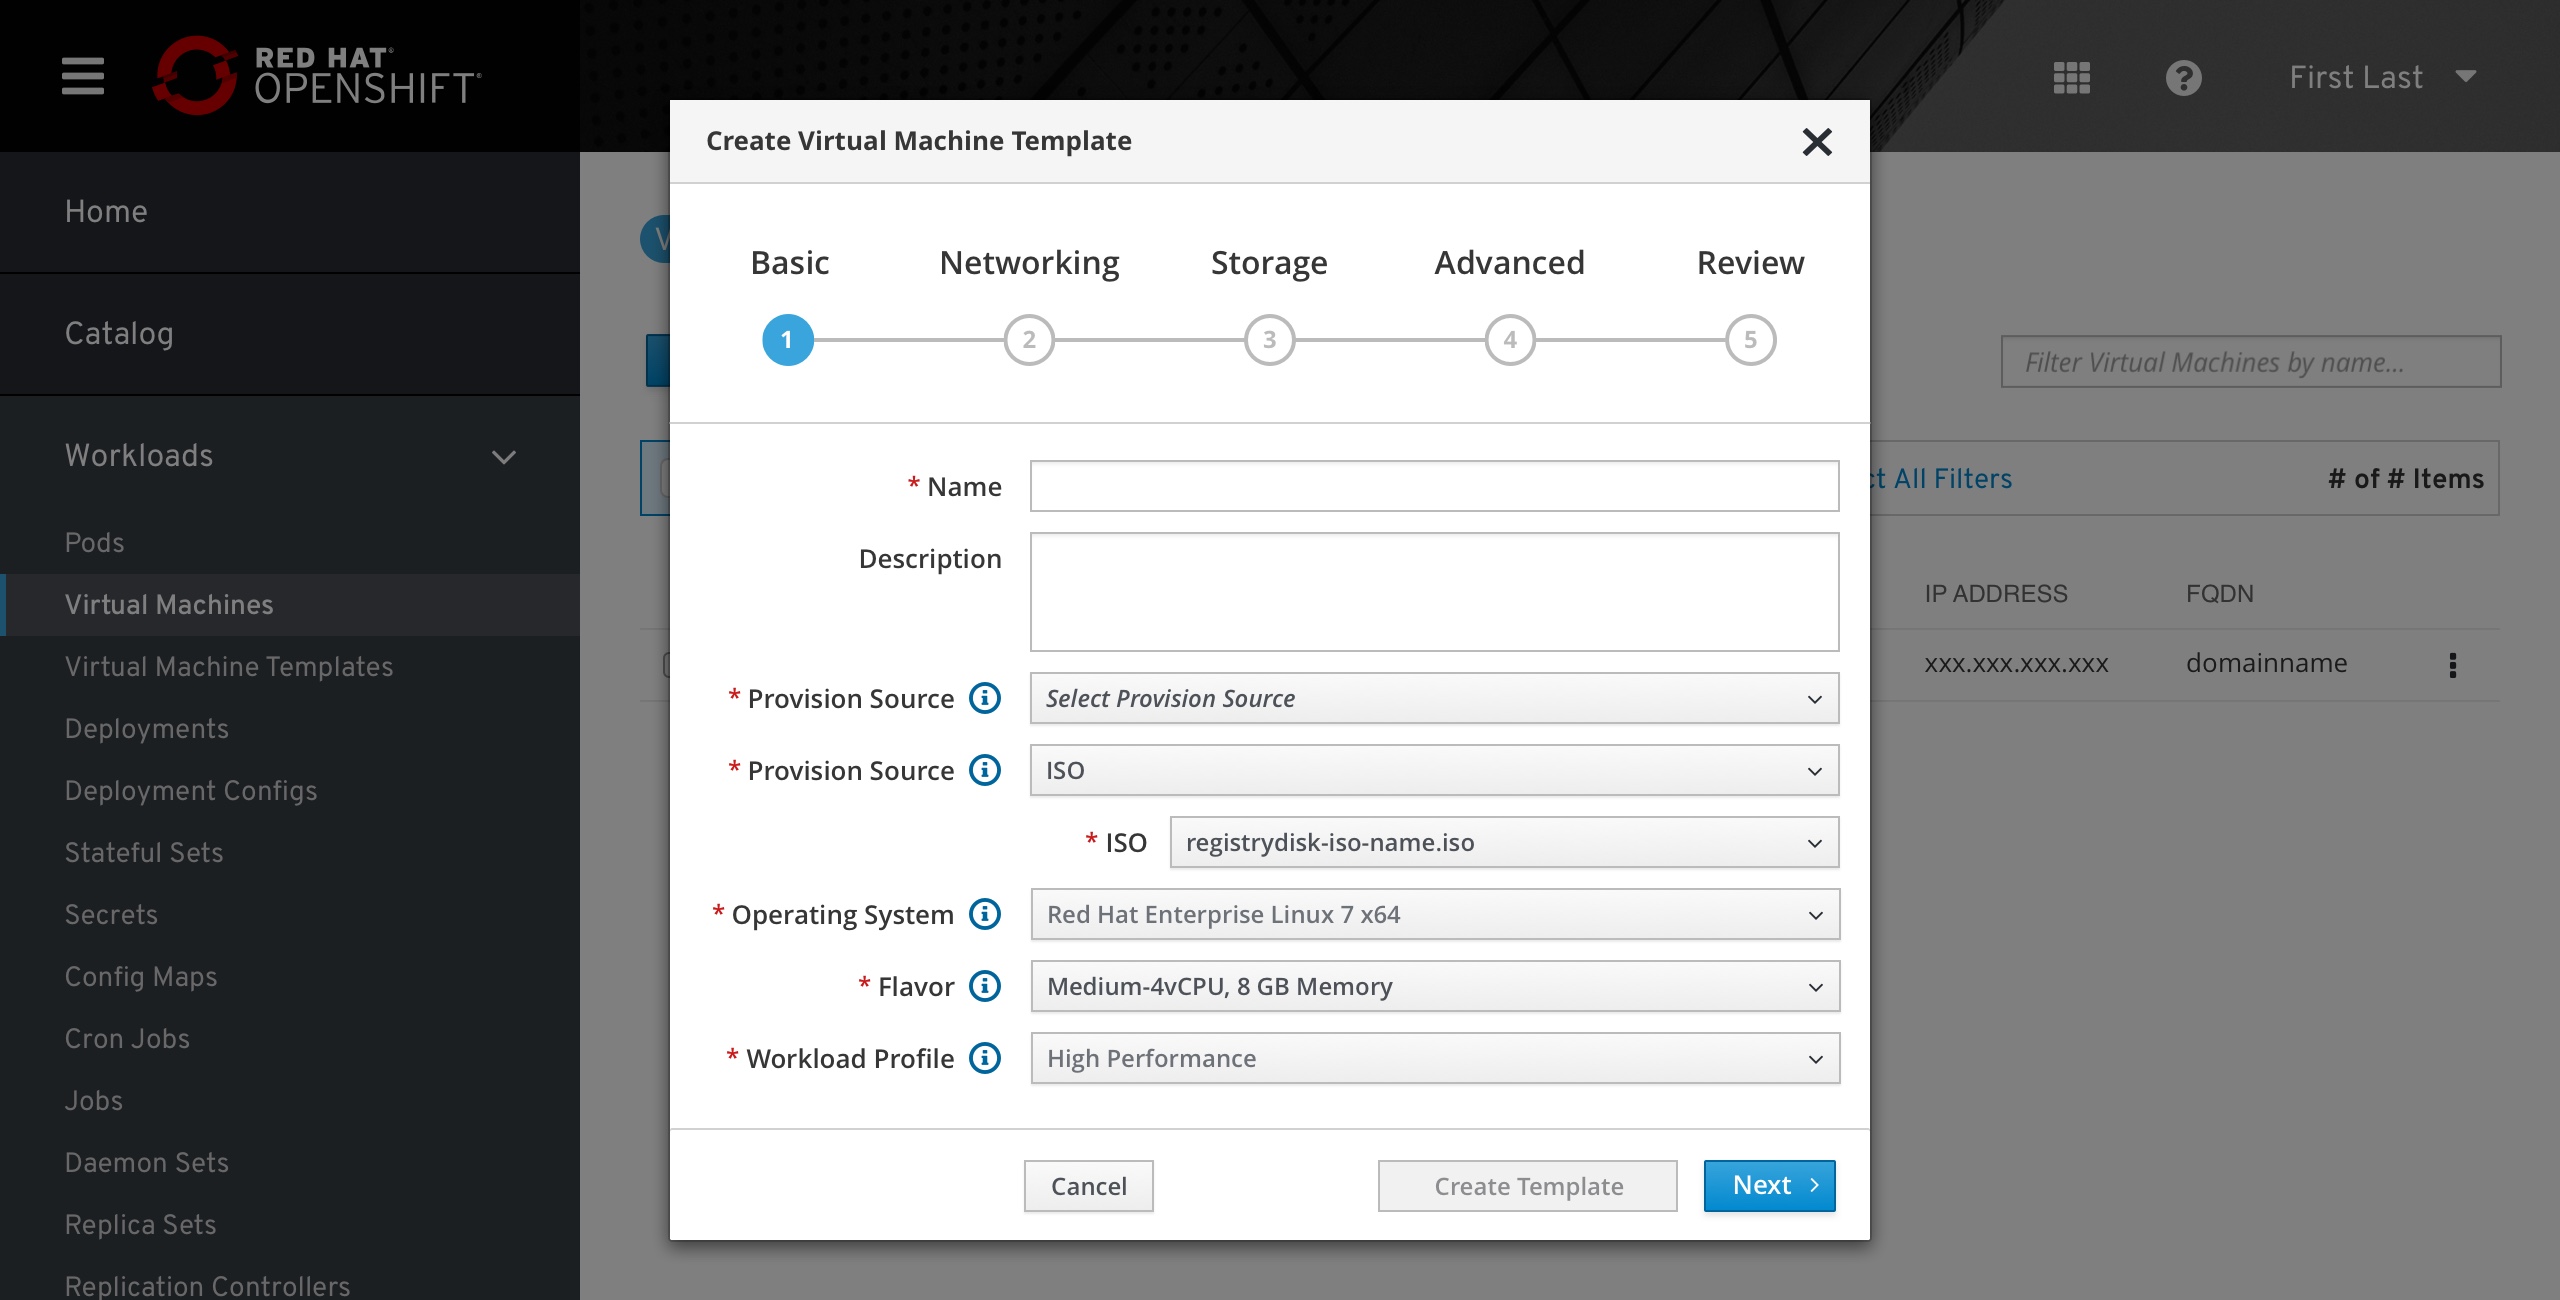 RED HAT®
OPENSHIFT®
First Last
Home
Catalog
Workloads
Pods
Virtual Machines
Virtual Machine Templates
Deployments
Deployment Configs
Stateful Sets
Secrets
Config Maps
Cron Jobs
Jobs
Daemon Sets
Replica Sets
Replication Controllers
Create Virtual Machine Template
Basic Networking Storage Advanced Review
1 2 3 4 5
* Name
Description
* Provision Source Select Provision Source
* Provision Source ISO
* ISO registrydisk-iso-name.iso
* Operating System Red Hat Enterprise Linux 7 x64
* Flavor Medium-4vCPU, 8 GB Memory
* Workload Profile High Performance
Cancel Create Template Next
Filter Virtual Machines by name...
All Filters # of # Items
IP ADDRESS FQDN
xxx.xxx.xxx.xxx domainname